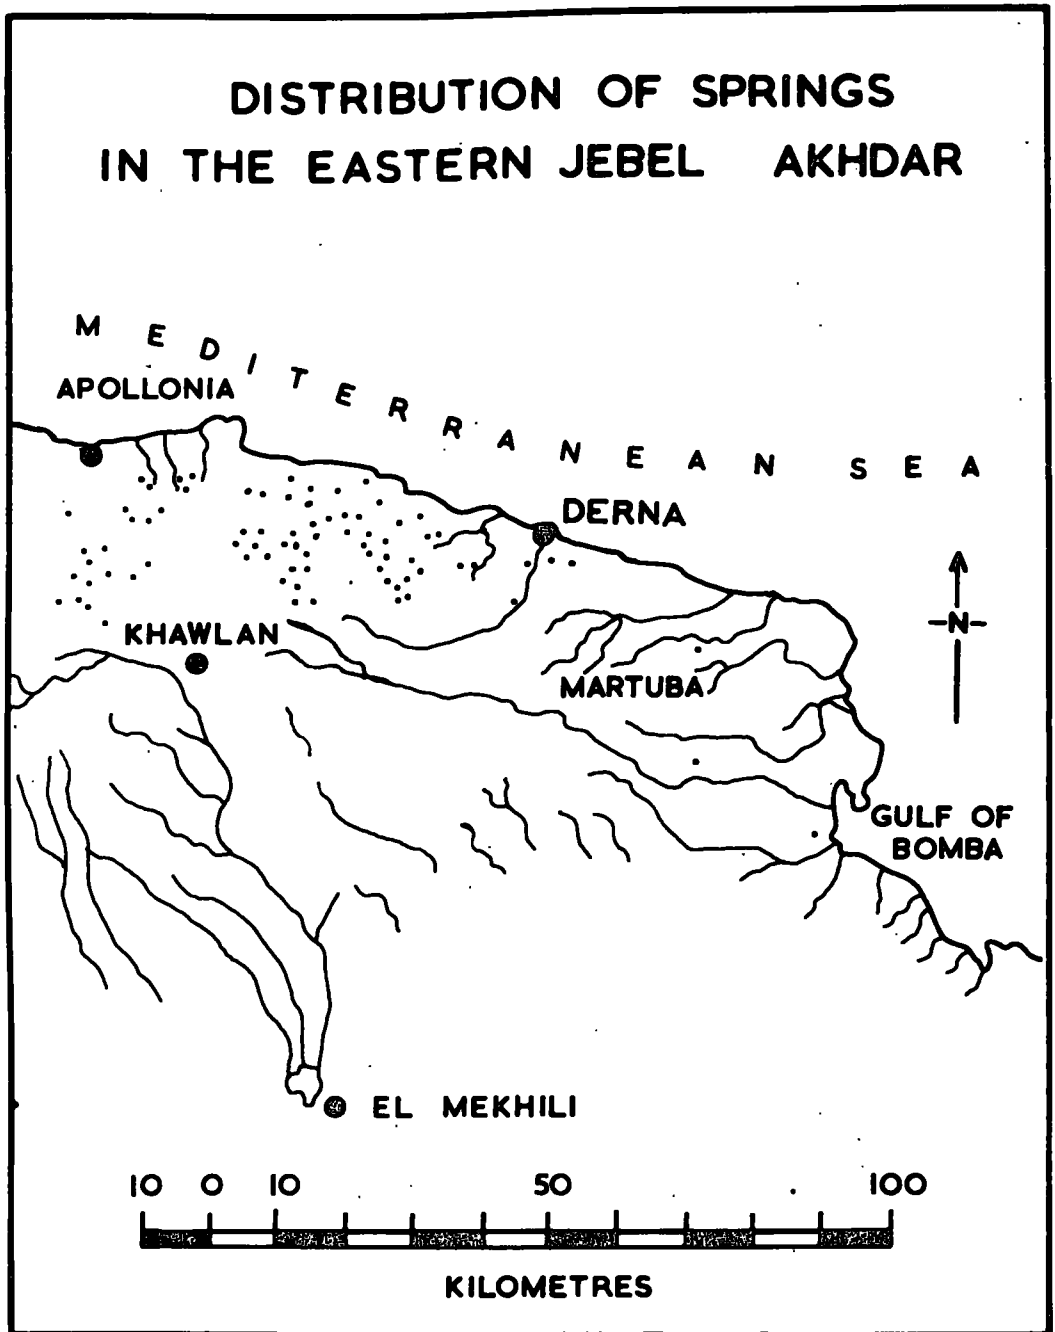 DISTRIBUTION OF SPRINGS
IN THE EASTERN JEBEL AKHDAR
MEDITERRANEAN SEA
APOLLONIA
DERNA
-N-
KHAWLAN
MARTUBA
GULF OF
BOMBA
EL MEKHILI
10 0 10 50 100
KILOMETRES